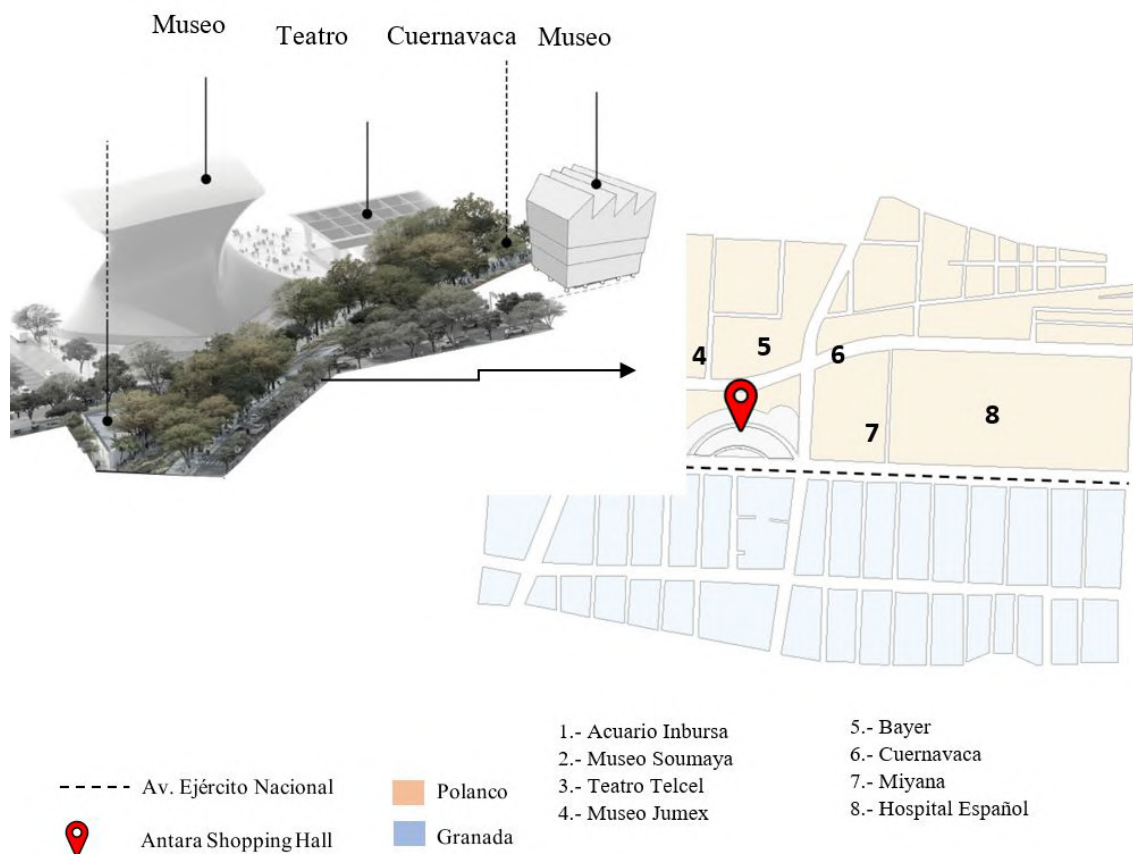 Museo
Teatro
Cuernavaca
Museo
4
5
6
7
8
Av. Ejército Nacional
Antara Shopping Hall
Polanco
Granada
1.- Acuario Inbursa
2.- Museo Soumaya
3.- Teatro Telcel
4.- Museo Jumex
5.- Bayer
6.- Cuernavaca
7.- Miyana
8.- Hospital Español